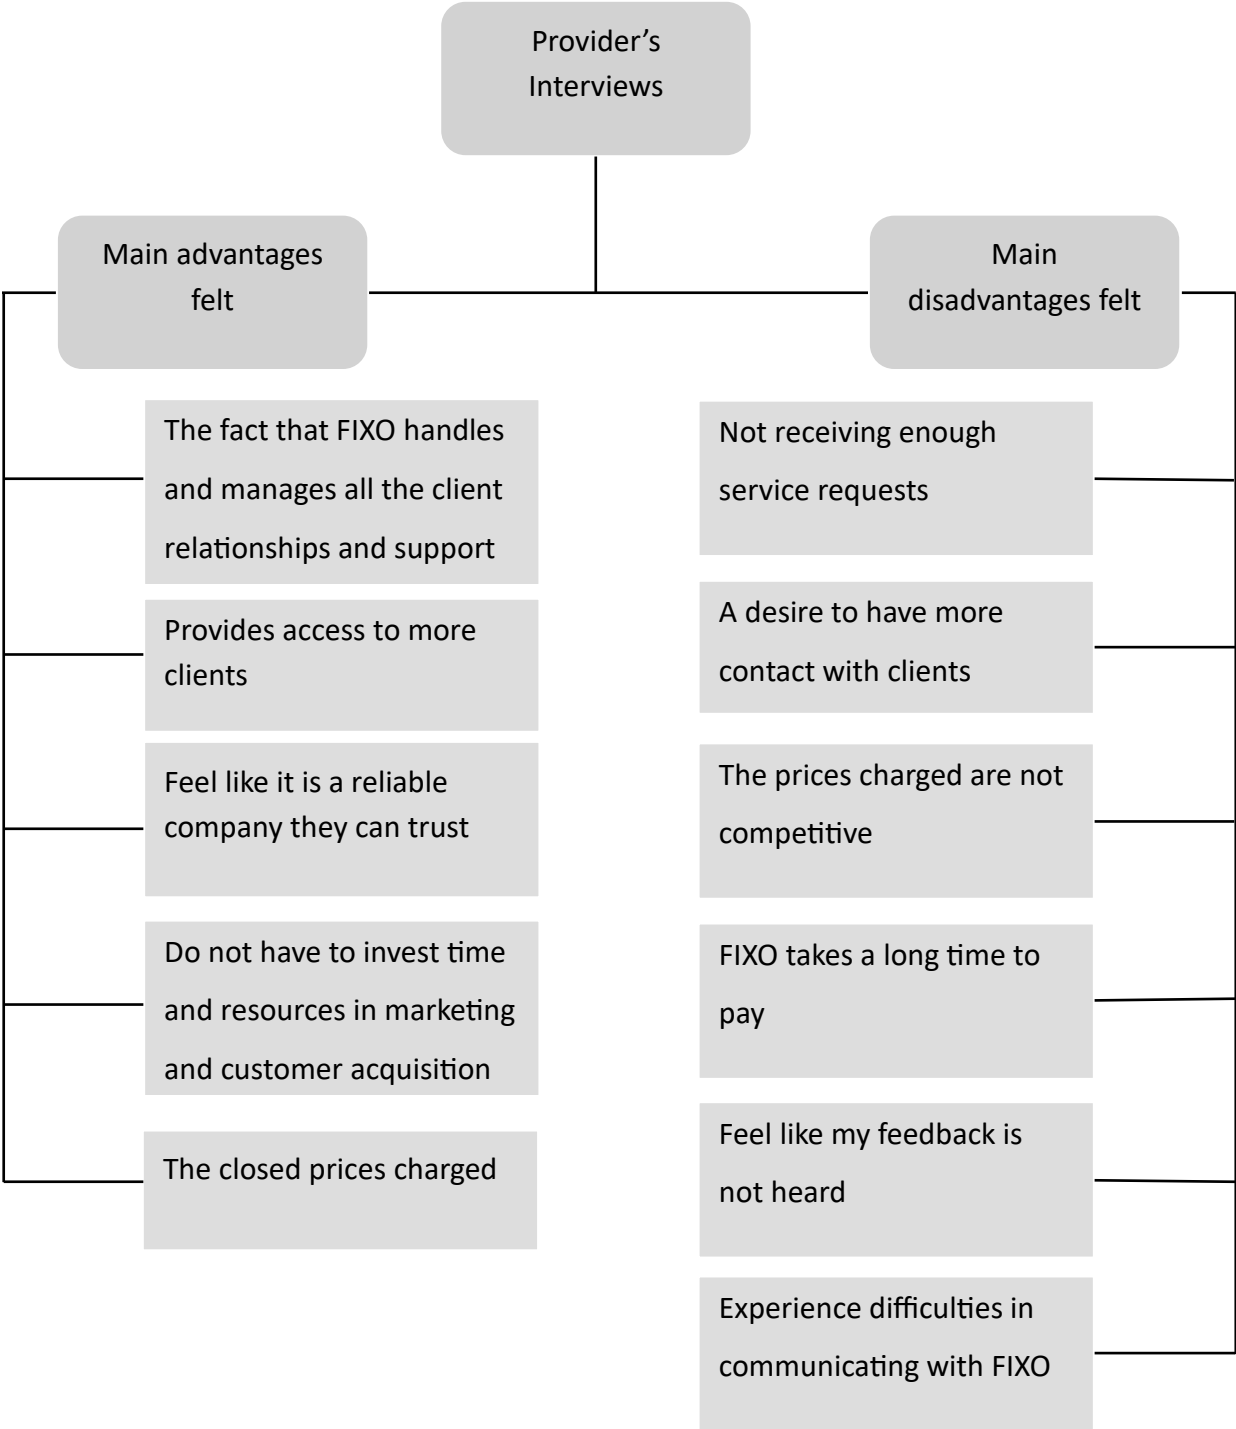 Provider’s
Interviews
Main advantages
felt
Main
disadvantages felt
The fact that FIXO handles
and manages all the client
relationships and support
Provides access to more
clients
Feel like it is a reliable
company they can trust
Do not have to invest time
and resources in marketing
and customer acquisition
The closed prices charged
Not receiving enough
service requests
A desire to have more
contact with clients
The prices charged are not
competitive
FIXO takes a long time to
pay
Feel like my feedback is
not heard
Experience difficulties in
communicating with FIXO